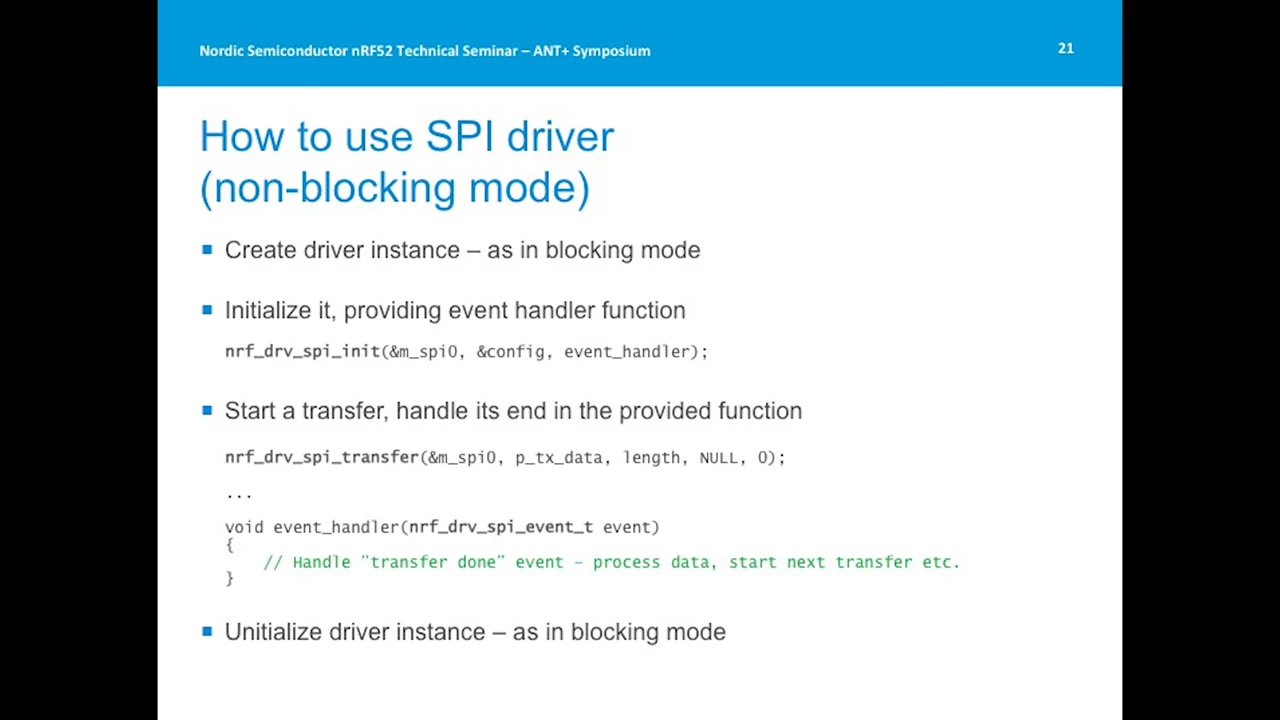 Nordic Semiconductor nRF52 Technical Seminar – ANT+ Symposium
21
How to use SPI driver
(non-blocking mode)
Create driver instance – as in blocking mode
Initialize it, providing event handler function
nrf_drv_spi_init(&m_spi0, &config, event_handler);
Start a transfer, handle its end in the provided function
nrf_drv_spi_transfer(&m_spi0, p_tx_data, length, NULL, 0);
...
void event_handler(nrf_drv_spi_event_t event)
{
// Handle "transfer done" event – process data, start next transfer etc.
}
Unitialize driver instance – as in blocking mode